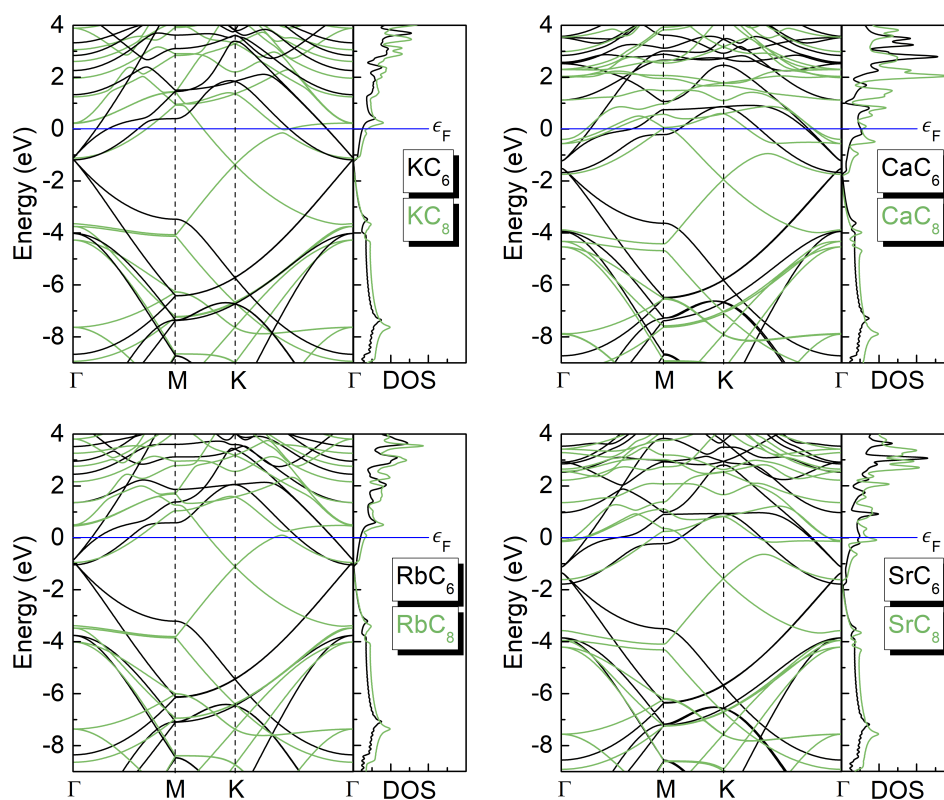 4
2
0
-2
-4
-6
-8
Energy (eV)
Γ
M
K
Γ
DOS
ϵF
KC6
KC8
4
2
0
-2
-4
-6
-8
Energy (eV)
Γ
M
K
Γ
DOS
ϵF
CaC6
CaC8
4
2
0
-2
-4
-6
-8
Energy (eV)
Γ
M
K
Γ
DOS
ϵF
RbC6
RbC8
4
2
0
-2
-4
-6
-8
Energy (eV)
Γ
M
K
Γ
DOS
ϵF
SrC6
SrC8